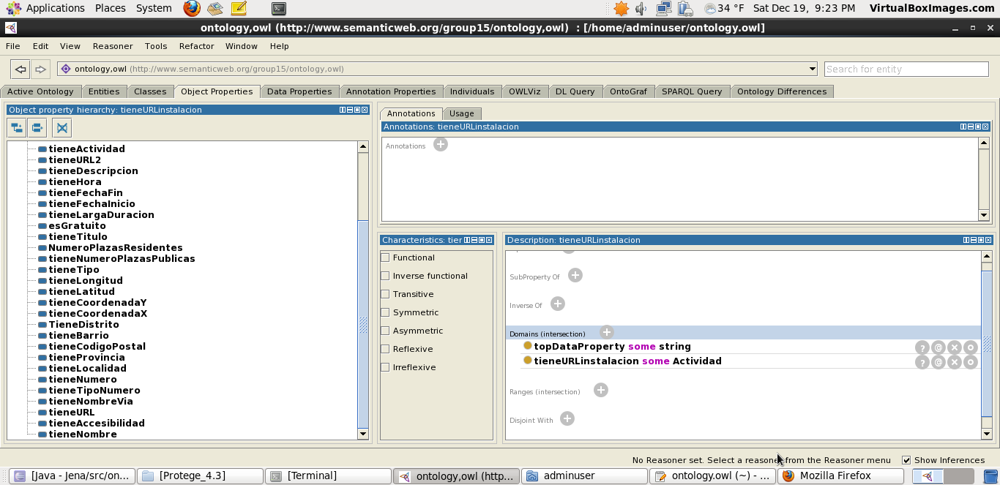 Applications Places System 34 °F Sat Dec 19, 9:23 PM VirtualBoxImages.com
ontology,owl (http://www.semanticweb.org/group15/ontology,owl) : [/home/adminuser/ontology.owl]
File Edit View Reasoner Tools Refactor Window Help
ontology,owl (http://www.semanticweb.org/group15/ontology,owl) Search for entity
Active Ontology Entities Classes Object Properties Data Properties Annotation Properties Individuals OWLViz DL Query OntoGraf SPARQL Query Ontology Differences
Object property hierarchy: tieneURLinstalacion
tieneActividad
tieneURL2
tieneDescripcion
tieneHora
tieneFechaFin
tieneFechaInicio
tieneLargaDuracion
esGratuito
tieneTitulo
NumeroPlazasResidentes
tieneNumeroPlazasPublicas
tieneTipo
tieneLongitud
tieneLatitud
tieneCoordenadaY
tieneCoordenadaX
TieneDistrito
tieneBarrio
tieneCodigoPostal
tieneProvincia
tieneLocalidad
tieneNumero
tieneTipoNumero
tieneNombreVia
tieneURL
tieneAccesibilidad
tieneNombre
Annotations Usage
Annotations: tieneURLinstalacion
Annotations
Characteristics: tier
Functional
Inverse functional
Transitive
Symmetric
Asymmetric
Reflexive
Irreflexive
Description: tieneURLinstalacion
SubProperty Of
Inverse Of
Domains (intersection)
topDataProperty some string
tieneURLinstalacion some Actividad
Ranges (intersection)
Disjoint With
No Reasoner set. Select a reasoner from the Reasoner menu Show Inferences
[Java - Jena/src/on... [Protege_4.3] [Terminal] ontology,owl (http... adminuser ontology.owl (~) - ... Mozilla Firefox